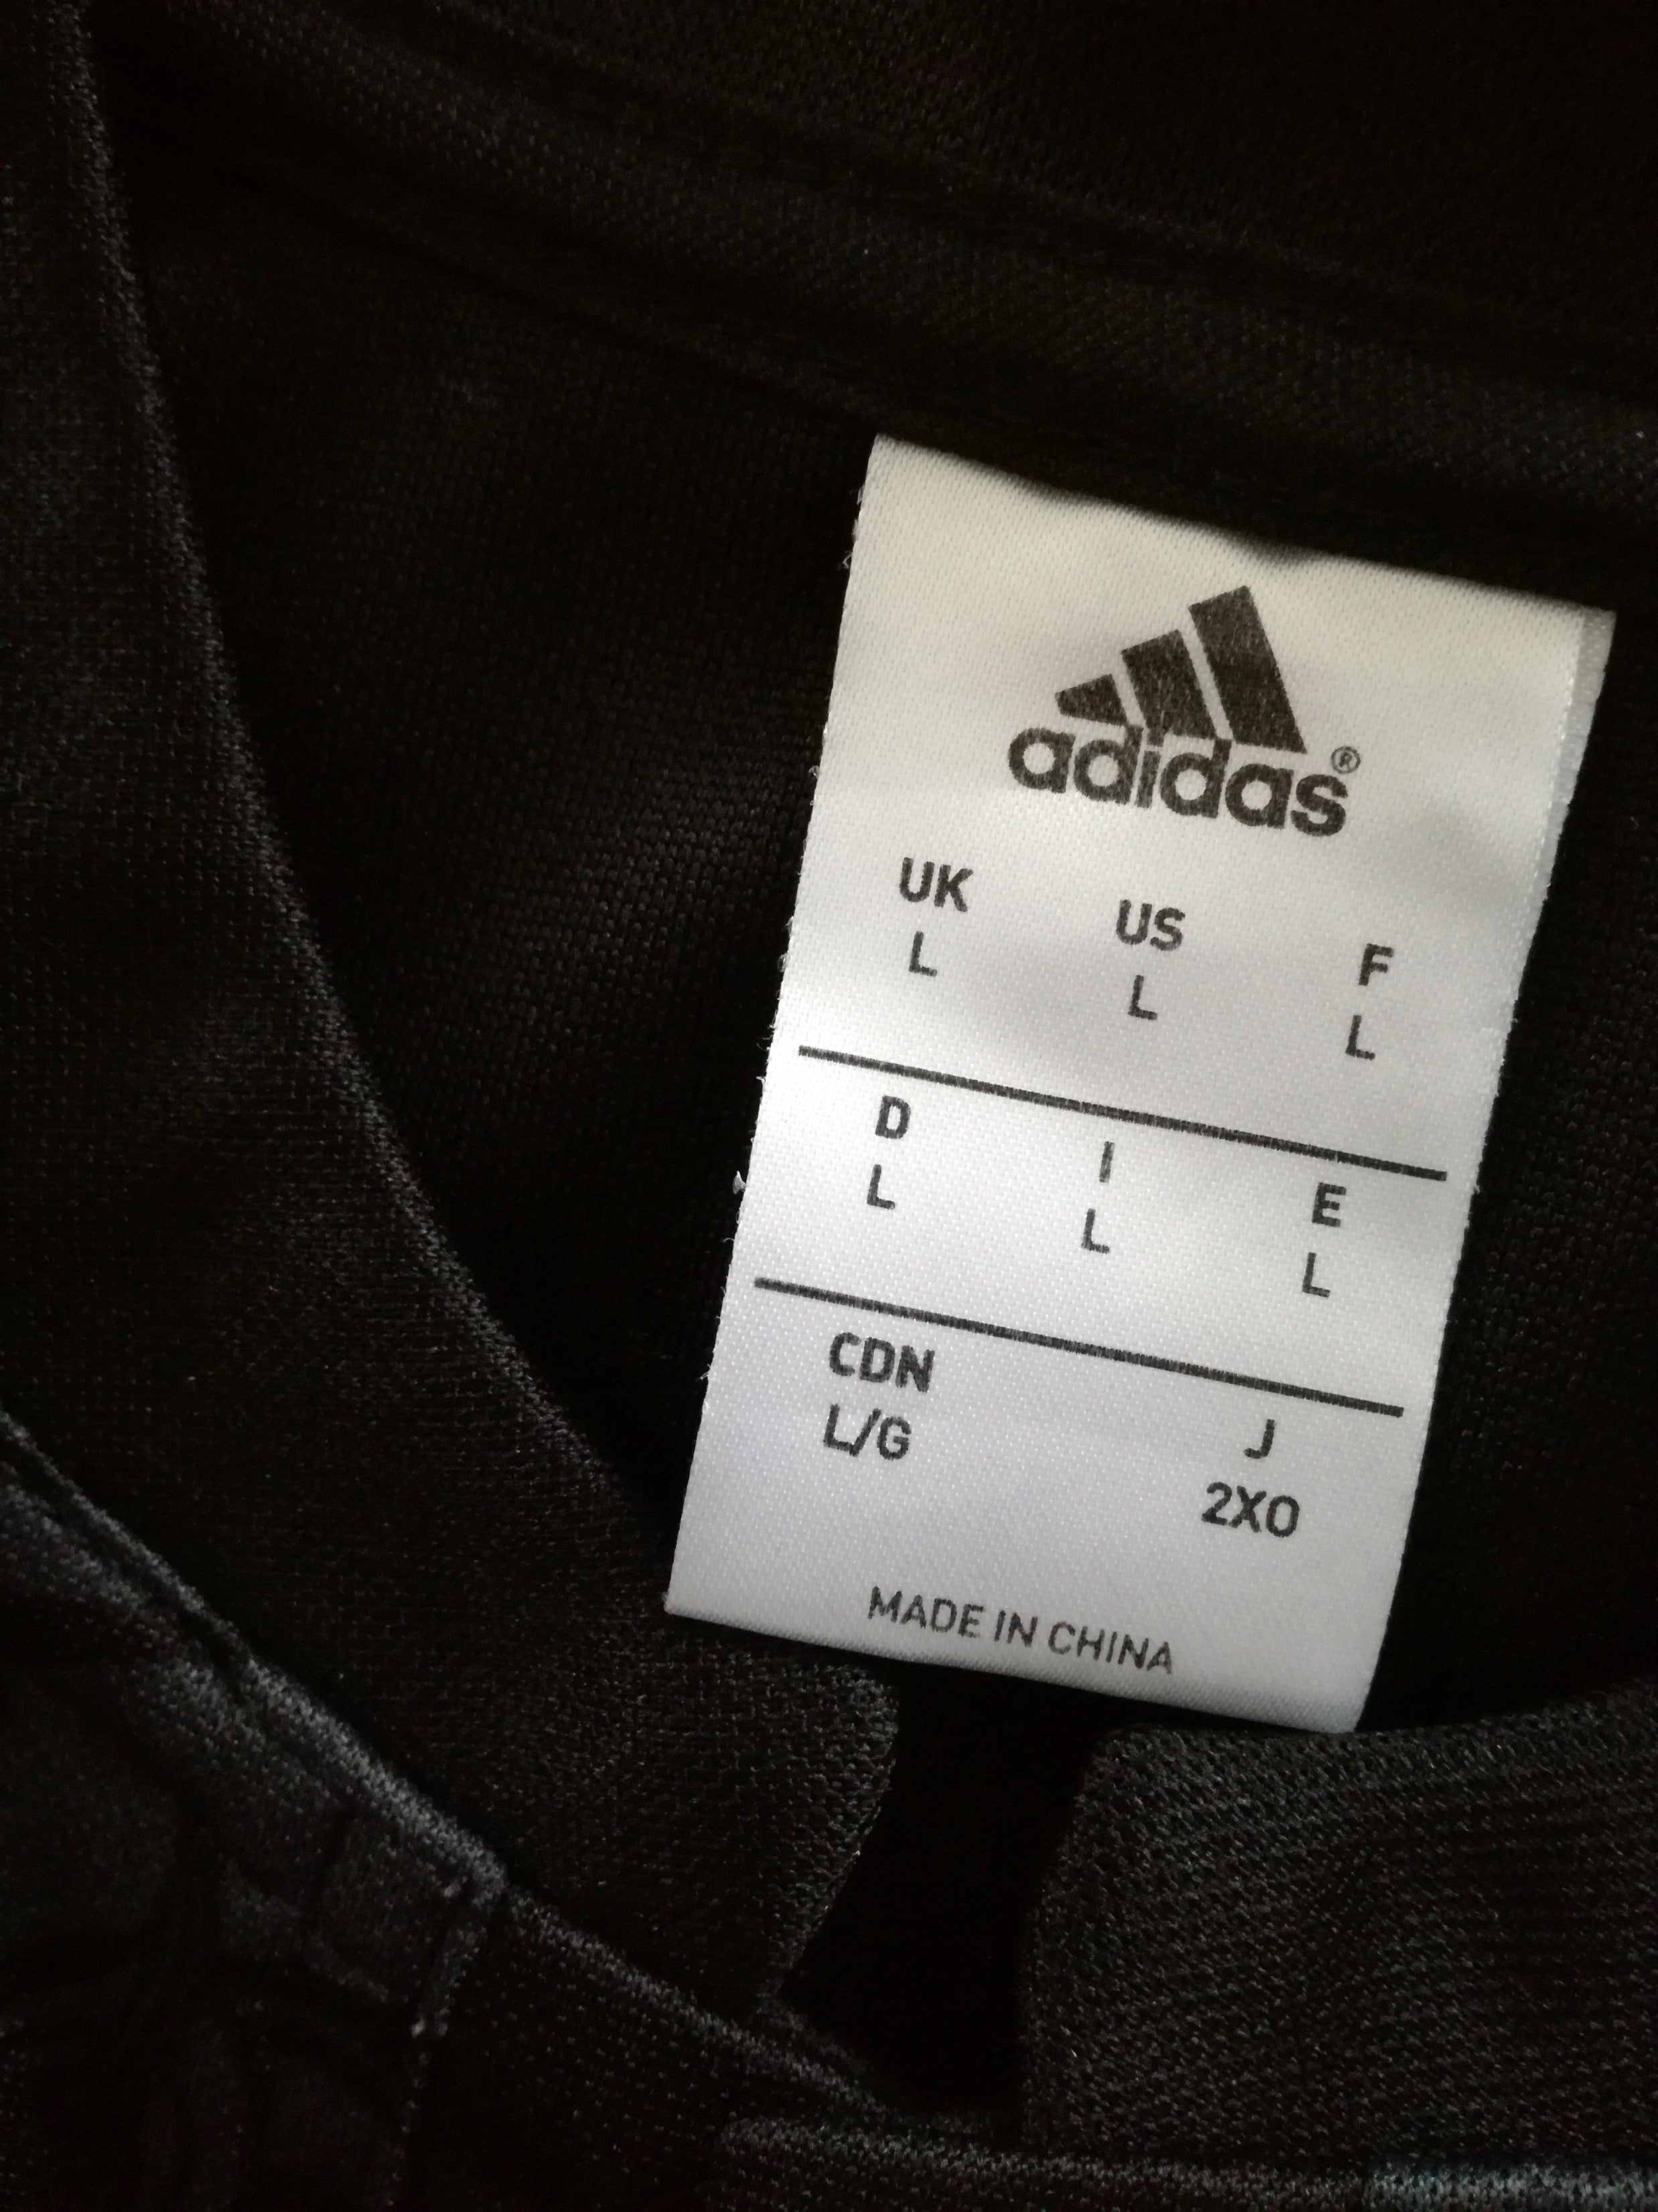 adidas®
UK US F
L L L
D I E
L L L
CDN J
L/G 2XO
MADE IN CHINA